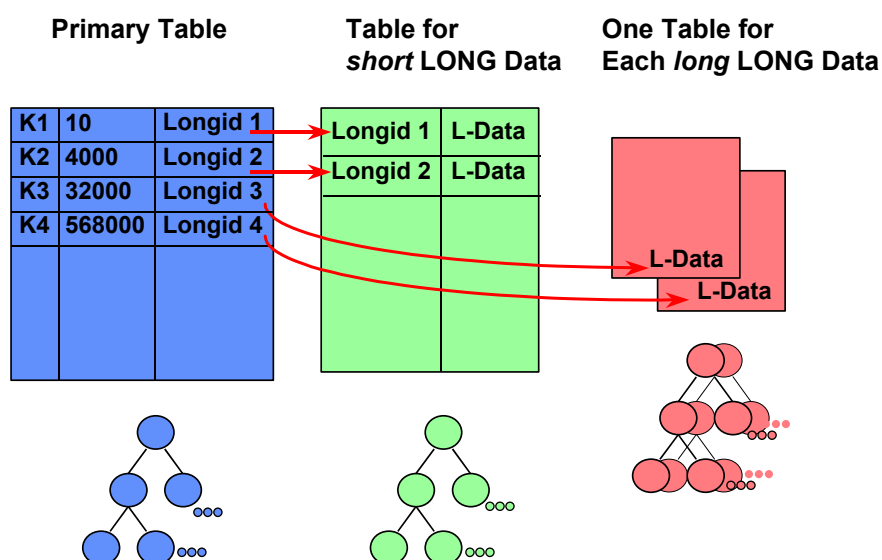 Primary Table
Table for
short LONG Data
One Table for
Each long LONG Data
K1 10 Longid 1
K2 4000 Longid 2
K3 32000 Longid 3
K4 568000 Longid 4
Longid 1 L-Data
Longid 2 L-Data
L-Data
L-Data